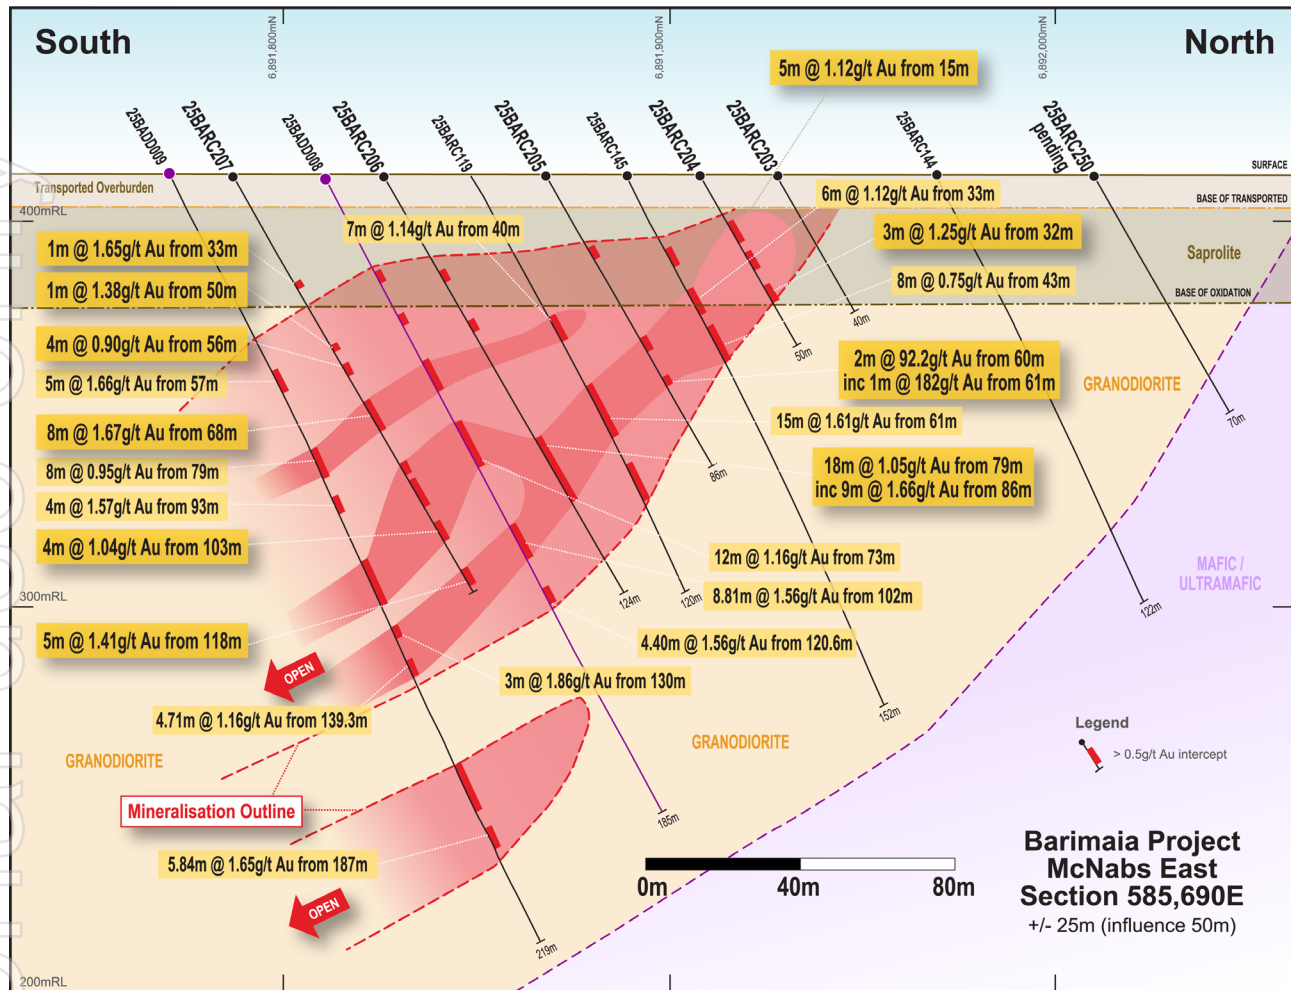 South
North
6,891,800mN
6,891,900mN
6,892,000mN
5m @ 1.12g/t Au from 15m
25BADD009
25BARC207
25BADD008
25BARC206
25BARC119
25BARC205
25BARC145
25BARC204
25BARC203
25BARC144
25BARC250
pending
SURFACE
Transported Overburden
BASE OF TRANSPORTED
400mRL
6m @ 1.12g/t Au from 33m
7m @ 1.14g/t Au from 40m
3m @ 1.25g/t Au from 32m
1m @ 1.65g/t Au from 33m
Saprolite
8m @ 0.75g/t Au from 43m
1m @ 1.38g/t Au from 50m
BASE OF OXIDATION
40m
4m @ 0.90g/t Au from 56m
50m
2m @ 92.2g/t Au from 60m
inc 1m @ 182g/t Au from 61m
5m @ 1.66g/t Au from 57m
GRANODIORITE
15m @ 1.61g/t Au from 61m
70m
8m @ 1.67g/t Au from 68m
8m @ 0.95g/t Au from 79m
86m
18m @ 1.05g/t Au from 79m
inc 9m @ 1.66g/t Au from 86m
4m @ 1.57g/t Au from 93m
4m @ 1.04g/t Au from 103m
12m @ 1.16g/t Au from 73m
MAFIC /
ULTRAMAFIC
300mRL
124m
120m
8.81m @ 1.56g/t Au from 102m
122m
5m @ 1.41g/t Au from 118m
4.40m @ 1.56g/t Au from 120.6m
OPEN
3m @ 1.86g/t Au from 130m
4.71m @ 1.16g/t Au from 139.3m
152m
Legend
GRANODIORITE
GRANODIORITE
> 0.5g/t Au intercept
Mineralisation Outline
185m
5.84m @ 1.65g/t Au from 187m
0m
40m
80m
Barimaia Project
McNabs East
Section 585,690E
+/- 25m (influence 50m)
OPEN
219m
200mRL